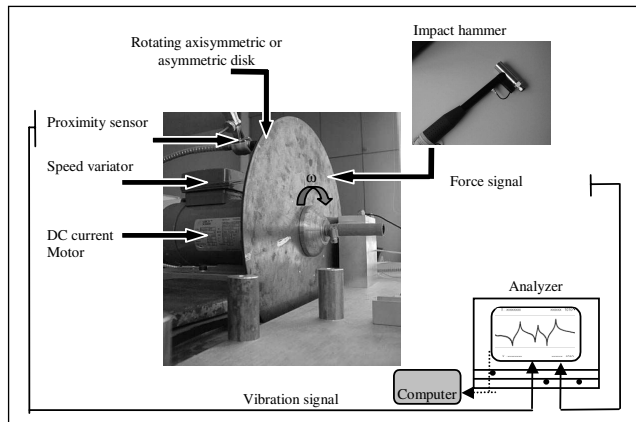 Rotating axisymmetric or
asymmetric disk
Impact hammer
Proximity sensor
Speed variator
ω
Force signal
DC current
Motor
Analyzer
Computer
Vibration signal